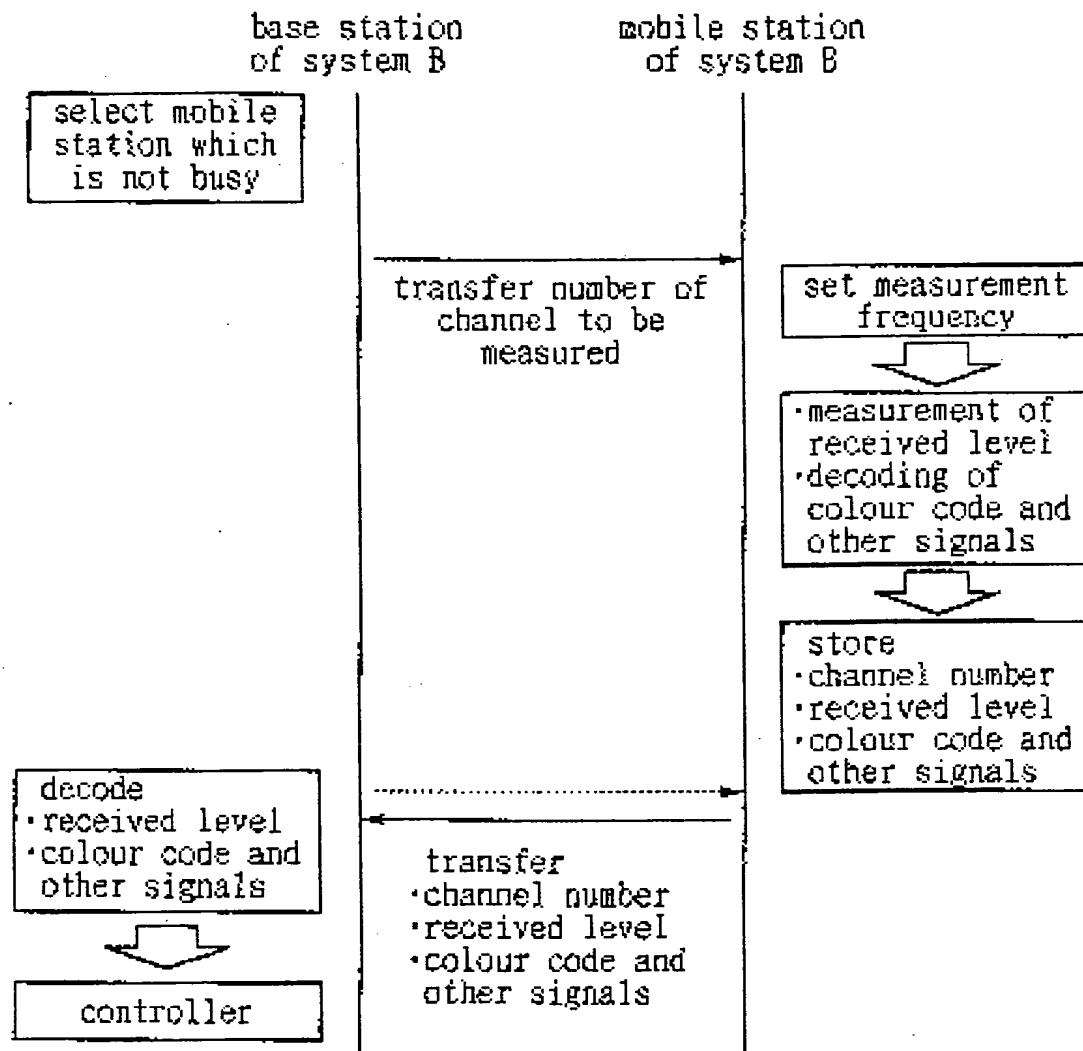 base station
of system B
mobile station
of system B
select mobile
station which
is not busy
transfer number of
channel to be
measured
set measurement
frequency
·measurement of
received level
·decoding of
colour code and
other signals
store
·channel number
·received level
·colour code and
other signals
decode
·received level
·colour code and
other signals
transfer
·channel number
·received level
·colour code and
other signals
controller